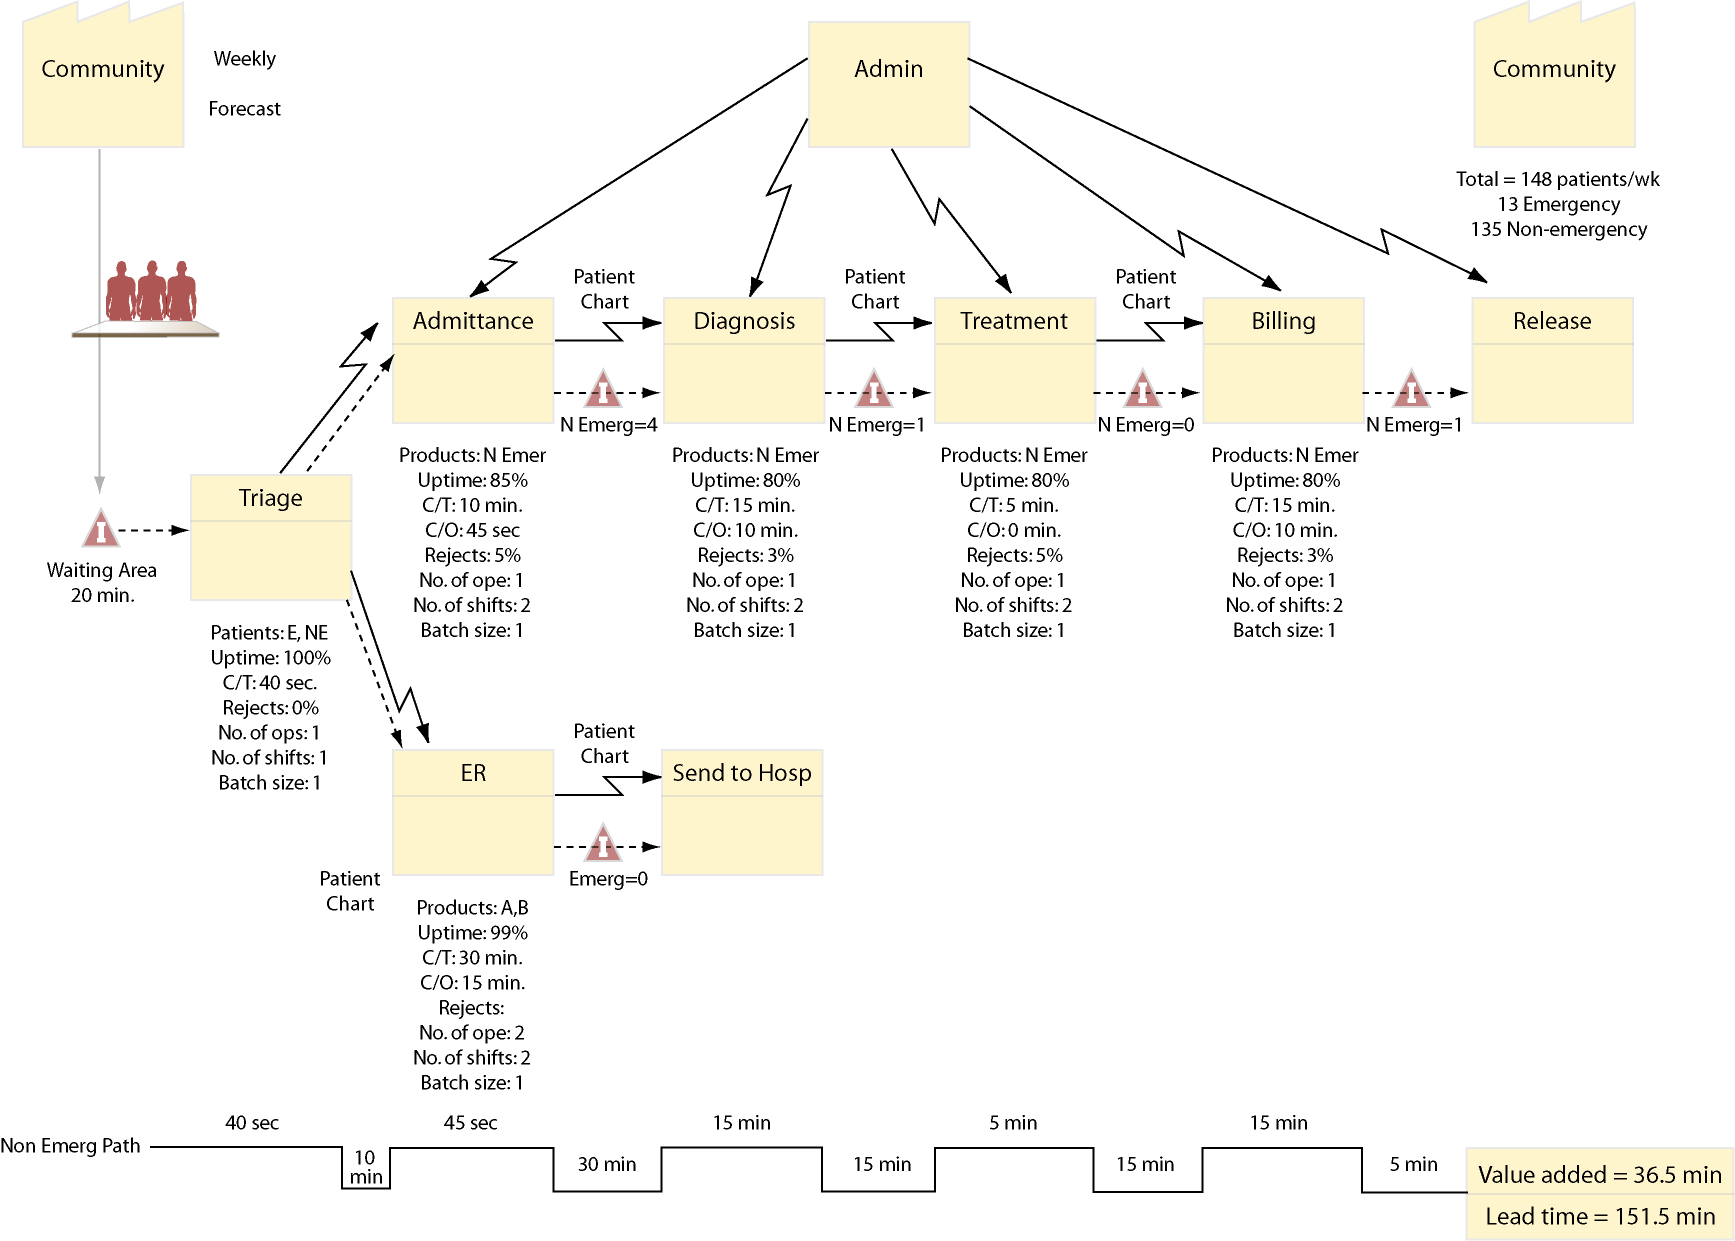 Community
Weekly
Forecast
Admin
Community
Total = 148 patients/wk
13 Emergency
135 Non-emergency
Patient
Chart
Patient
Chart
Patient
Chart
Admittance
Diagnosis
Treatment
Billing
Release
N Emerg=4
N Emerg=1
N Emerg=0
N Emerg=1
I
I
I
I
Products: N Emer
Uptime: 85%
C/T: 10 min.
C/O: 45 sec
Rejects: 5%
No. of ope: 1
No. of shifts: 2
Batch size: 1
Products: N Emer
Uptime: 80%
C/T: 15 min.
C/O: 10 min.
Rejects: 3%
No. of ope: 1
No. of shifts: 2
Batch size: 1
Products: N Emer
Uptime: 80%
C/T: 5 min.
C/O: 0 min.
Rejects: 5%
No. of ope: 1
No. of shifts: 2
Batch size: 1
Products: N Emer
Uptime: 80%
C/T: 15 min.
C/O: 10 min.
Rejects: 3%
No. of ope: 1
No. of shifts: 2
Batch size: 1
Triage
I
Waiting Area
20 min.
Patients: E, NE
Uptime: 100%
C/T: 40 sec.
Rejects: 0%
No. of ops: 1
No. of shifts: 1
Batch size: 1
Patient
Chart
ER
Send to Hosp
I
Emerg=0
Patient
Chart
Products: A,B
Uptime: 99%
C/T: 30 min.
C/O: 15 min.
Rejects:
No. of ope: 2
No. of shifts: 2
Batch size: 1
Non Emerg Path
40 sec
10
min
45 sec
30 min
15 min
15 min
5 min
15 min
15 min
5 min
Value added = 36.5 min
Lead time = 151.5 min